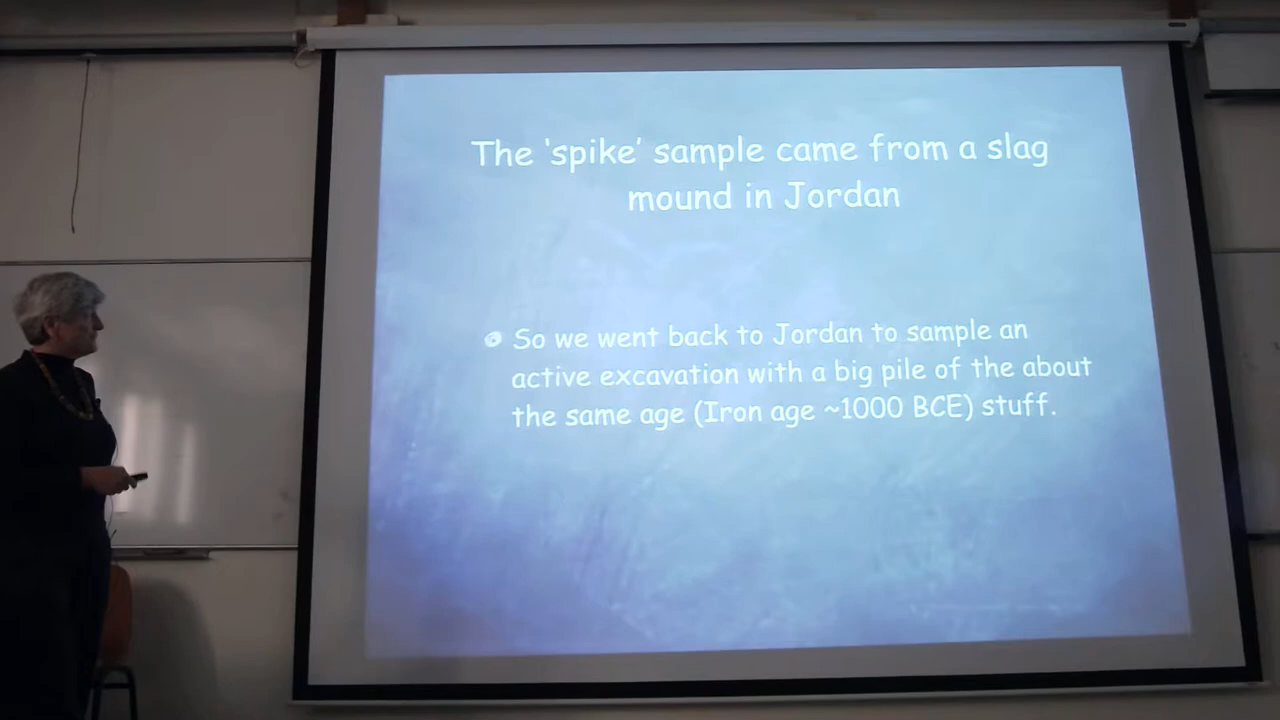 The 'spike' sample came from a slag
mound in Jordan
So we went back to Jordan to sample an
active excavation with a big pile of the about
the same age (Iron age ~1000 BCE) stuff.